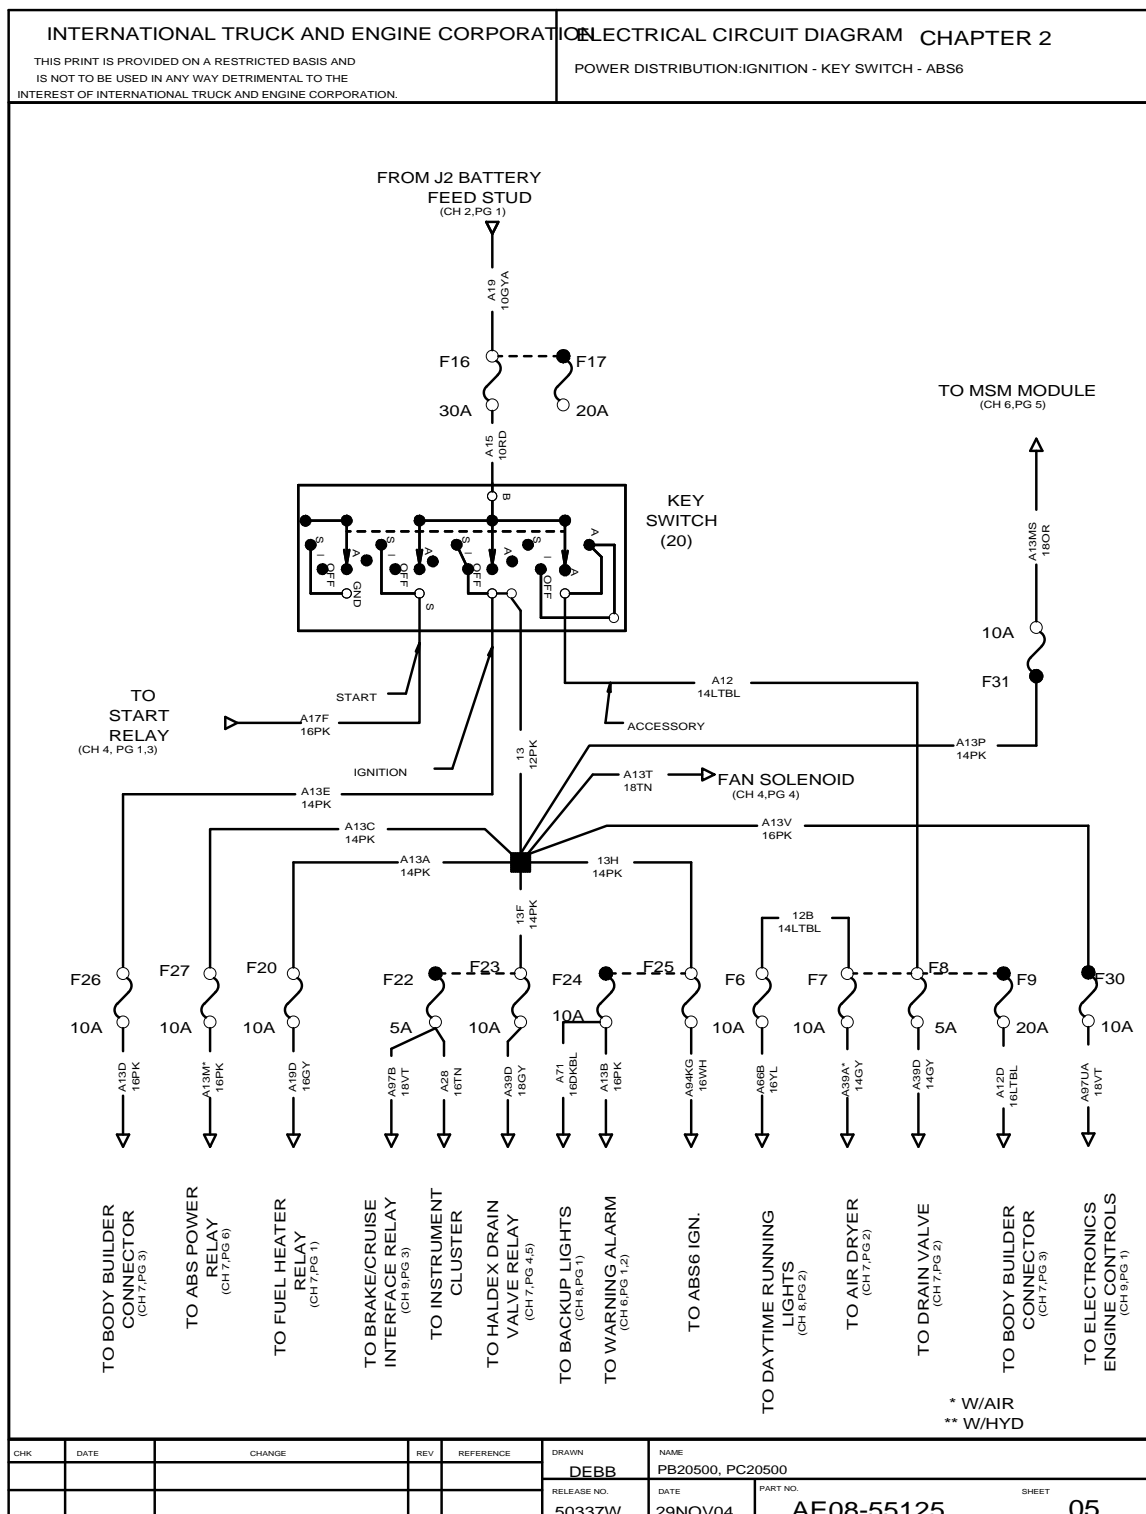 INTERNATIONAL TRUCK AND ENGINE CORPORATION
THIS PRINT IS PROVIDED ON A RESTRICTED BASIS AND
IS NOT TO BE USED IN ANY WAY DETRIMENTAL TO THE
INTEREST OF INTERNATIONAL TRUCK AND ENGINE CORPORATION.
ELECTRICAL CIRCUIT DIAGRAM CHAPTER 2
POWER DISTRIBUTION:IGNITION - KEY SWITCH - ABS6
FROM J2 BATTERY
FEED STUD
(CH 2,PG 1)
A19
10GYA
F16
F17
30A
20A
A15
10RD
TO MSM MODULE
(CH 6,PG 5)
A13MS
18OR
10A
F31
KEY
SWITCH
(20)
B
S
I
OFF
A
GND
S
I
OFF
A
S
S
I
OFF
A
S
I
OFF
A
A
START
TO
START
RELAY
(CH 4, PG 1,3)
A17F
16PK
IGNITION
13
12PK
A12
14LTBL
ACCESSORY
A13P
14PK
A13T
18TN
FAN SOLENOID
(CH 4,PG 4)
A13E
14PK
A13C
14PK
A13V
16PK
A13A
14PK
13H
14PK
13F
14PK
12B
14LTBL
F26
F27
F20
F22
F23
F24
F25
F6
F7
F8
F9
F30
10A
10A
10A
5A
10A
10A
10A
10A
5A
20A
10A
A13D
16PK
A13M*
16PK
A19D
16GY
A97B
18VT
A28
16TN
A39D
18GY
A71
16DKBL
A13B
16PK
A94KG
16WH
A66B
16YL
A39A*
14GY
A39D
14GY
A12D
16LTBL
A97UA
18VT
TO BODY BUILDER
CONNECTOR
(CH 7,PG 3)
TO ABS POWER
RELAY
(CH 7,PG 6)
TO FUEL HEATER
RELAY
(CH 7,PG 1)
TO BRAKE/CRUISE
INTERFACE RELAY
(CH 9,PG 3)
TO INSTRUMENT
CLUSTER
TO HALDEX DRAIN
VALVE RELAY
(CH 7,PG 4,5)
TO BACKUP LIGHTS
(CH 8,PG 1)
TO WARNING ALARM
(CH 6,PG 1,2)
TO ABS6 IGN.
TO DAYTIME RUNNING
LIGHTS
(CH 8,PG 2)
TO AIR DRYER
(CH 7,PG 2)
TO DRAIN VALVE
(CH 7,PG 2)
TO BODY BUILDER
CONNECTOR
(CH 7,PG 3)
TO ELECTRONICS
ENGINE CONTROLS
(CH 9,PG 1)
* W/AIR
** W/HYD
CHK
DATE
CHANGE
REV
REFERENCE
DRAWN
DEBB
NAME
PB20500, PC20500
RELEASE NO.
50337W
DATE
29NOV04
PART NO.
AE08-55125
SHEET
05